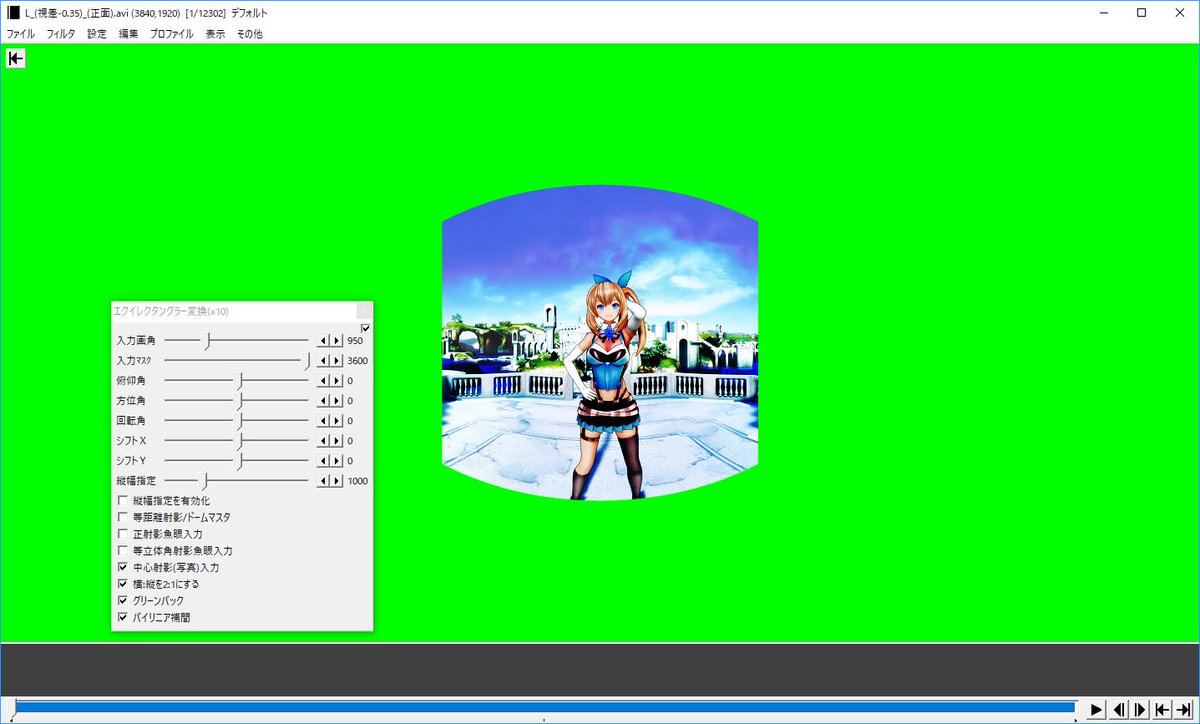 L_(視差-0.35)_(正面).avi (3840,1920)  [1/12302]  デフォルト
ファイル フィルタ 設定 編集 プロファイル 表示 その他
エクイレクタングラー変換(x10)
入力画角 950
入力ﾏｽｸ 3600
俯仰角 0
方位角 0
回転角 0
シフトX 0
シフトY 0
縦幅指定 1000
縦幅指定を有効化
等距離射影/ドームマスタ
正射影魚眼入力
等立体角射影魚眼入力
中心射影(写真)入力
横:縦を2:1にする
グリーンバック
バイリニア補間